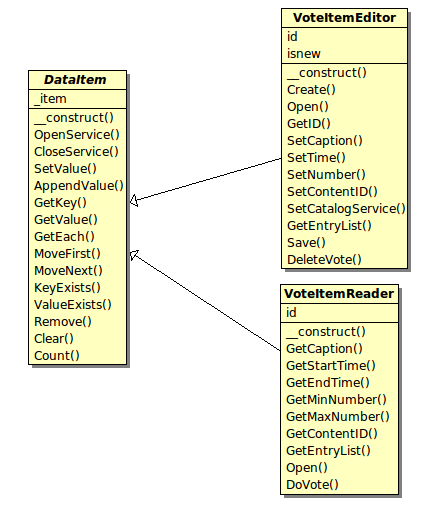 DataItem
_item
__construct()
OpenService()
CloseService()
SetValue()
AppendValue()
GetKey()
GetValue()
GetEach()
MoveFirst()
MoveNext()
KeyExists()
ValueExists()
Remove()
Clear()
Count()
VoteItemEditor
id
isnew
__construct()
Create()
Open()
GetID()
SetCaption()
SetTime()
SetNumber()
SetContentID()
SetCatalogService()
GetEntryList()
Save()
DeleteVote()
VoteItemReader
id
__construct()
GetCaption()
GetStartTime()
GetEndTime()
GetMinNumber()
GetMaxNumber()
GetContentID()
GetEntryList()
Open()
DoVote()